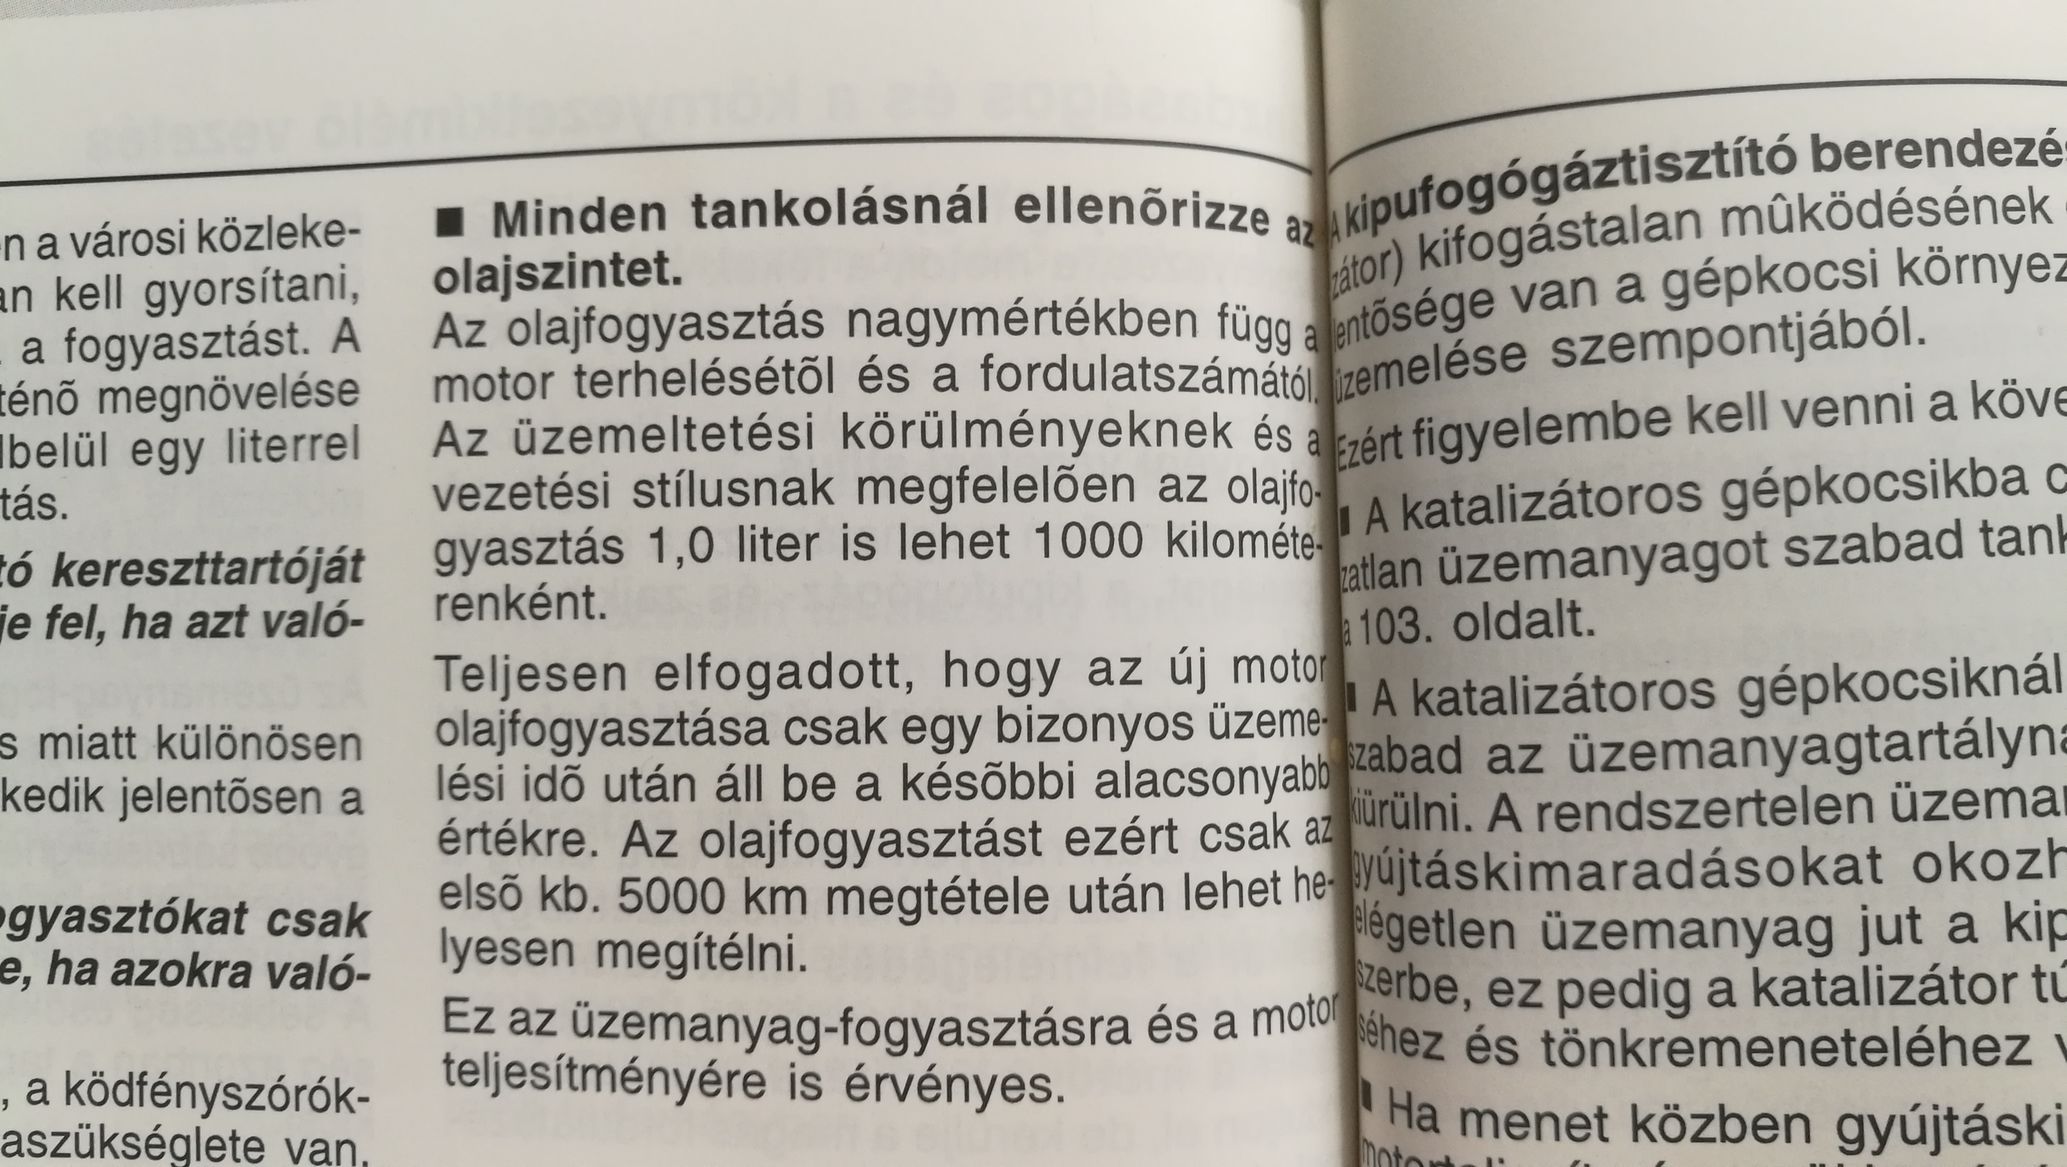 n a városi közleke-
an kell gyorsítani,
a fogyasztást. A
ténõ megnövelése
lbelül egy literrel
tás.
tó kereszttartóját
je fel, ha azt való-
s miatt különösen
kedik jelentõsen a
ogyasztókat csak
e, ha azokra való-
, a ködfényszórók-
aszükséglete van.
■ Minden tankolásnál ellenõrizze az
olajszintet.
Az olajfogyasztás nagymértékben függ a
motor terhelésétõl és a fordulatszámától.
Az üzemeltetési körülményeknek és a
vezetési stílusnak megfelelõen az olajfo-
gyasztás 1,0 liter is lehet 1000 kilométe-
renként.
Teljesen elfogadott, hogy az új motor
olajfogyasztása csak egy bizonyos üzeme-
lési idõ után áll be a késõbbi alacsonyabb
értékre. Az olajfogyasztást ezért csak az
elsõ kb. 5000 km megtétele után lehet he-
lyesen megítélni.
Ez az üzemanyag-fogyasztásra és a motor
teljesítményére is érvényes.
A kipufogógáztisztító berendezés
zátor) kifogástalan mûködésének
lentõsége van a gépkocsi környez
üzemelése szempontjából.
Ezért figyelembe kell venni a köve
■ A katalizátoros gépkocsikba c
zatlan üzemanyagot szabad tank
a 103. oldalt.
■ A katalizátoros gépkocsiknál
szabad az üzemanyagtartályna
kiürülni. A rendszertelen üzema
gyújtáskimaradásokat okozh
elégetlen üzemanyag jut a kip
szerbe, ez pedig a katalizátor tú
séhez és tönkremeneteléhez v
■ Ha menet közben gyújtáski